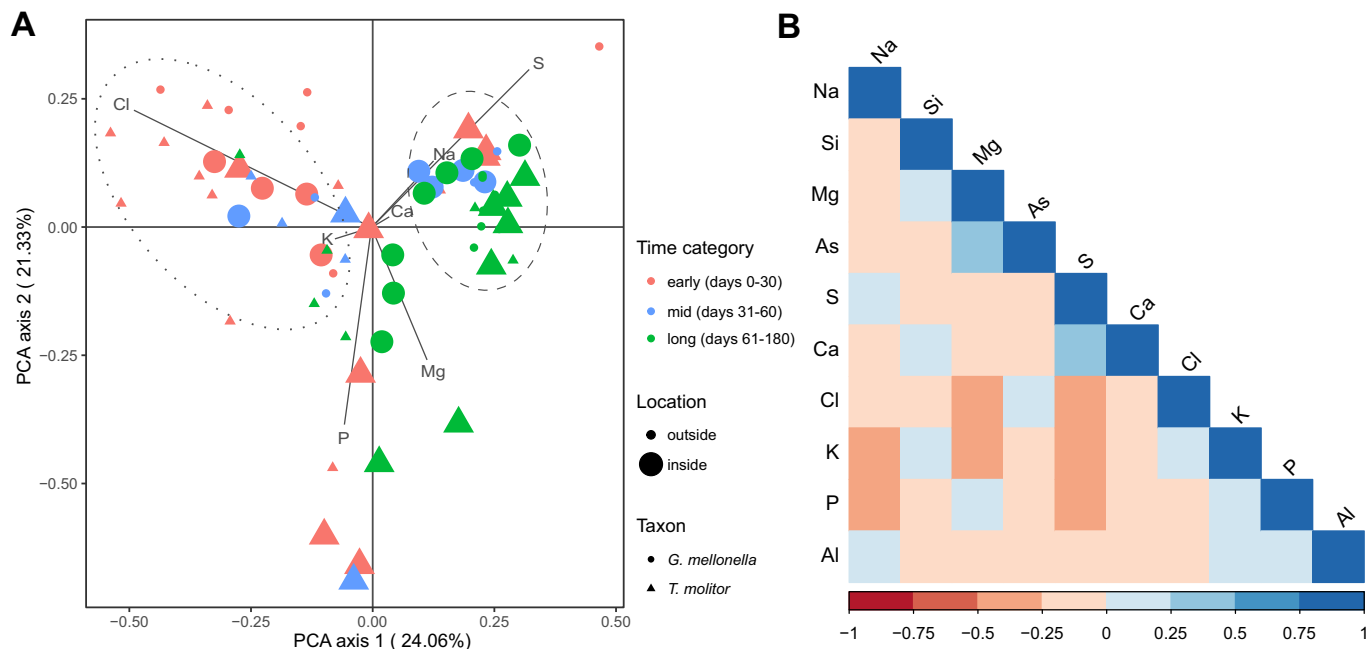 A
PCA axis 2 ( 21.33%)
0.25
0.00
−0.25
−0.50
−0.50
−0.25
0.00
0.25
0.50
PCA axis 1 ( 24.06%)
Cl
S
Na
Ca
K
Mg
P
Time category
early (days 0-30)
mid (days 31-60)
long (days 61-180)
Location
outside
inside
Taxon
G. mellonella
T. molitor
B
Na
Si
Mg
As
S
Ca
Cl
K
P
Al
Na
Si
Mg
As
S
Ca
Cl
K
P
Al
−1
−0.75
−0.5
−0.25
0
0.25
0.5
0.75
1